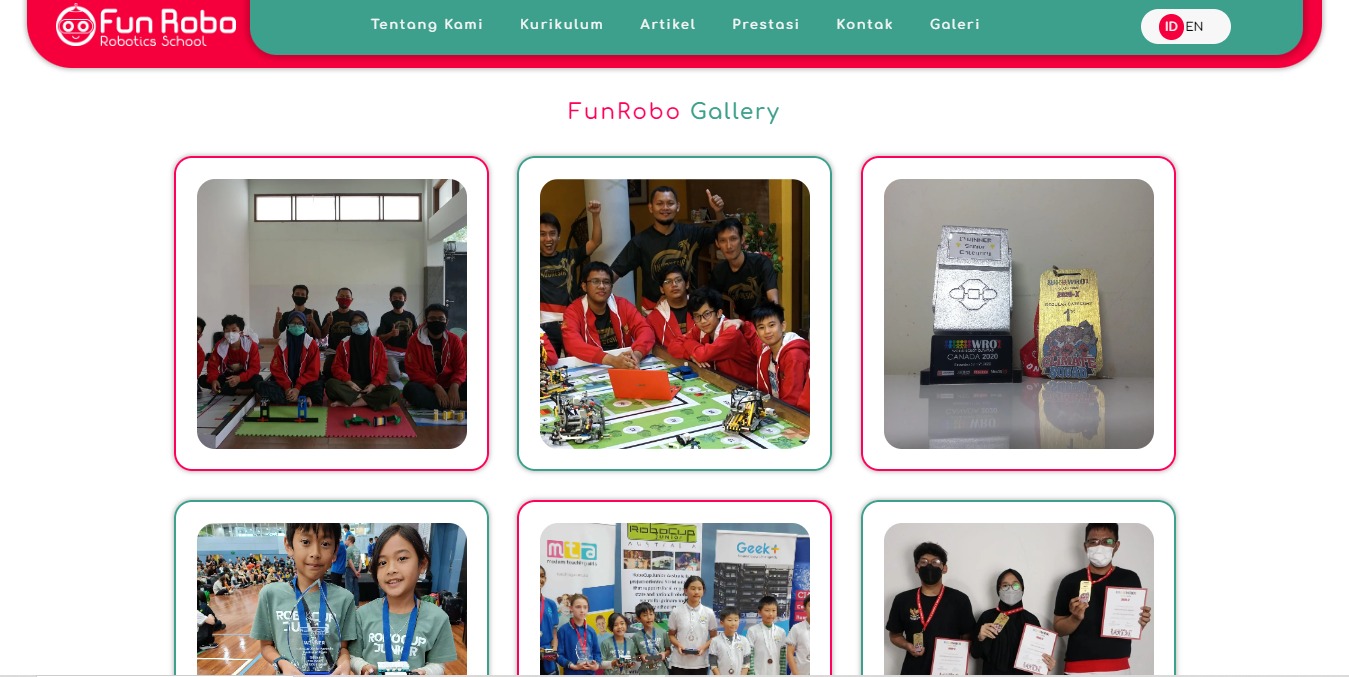 Fun Robo
Robotics School
Tentang Kami
Kurikulum
Artikel
Prestasi
Kontak
Galeri
ID EN
FunRobo Gallery
WRO
CANADA 2020
1st
ROBOCUP
JUNIOR
ROBOCUP
JUNIOR
mta
RoboCup
JUNIOR
AUSTRALIA
Geek+